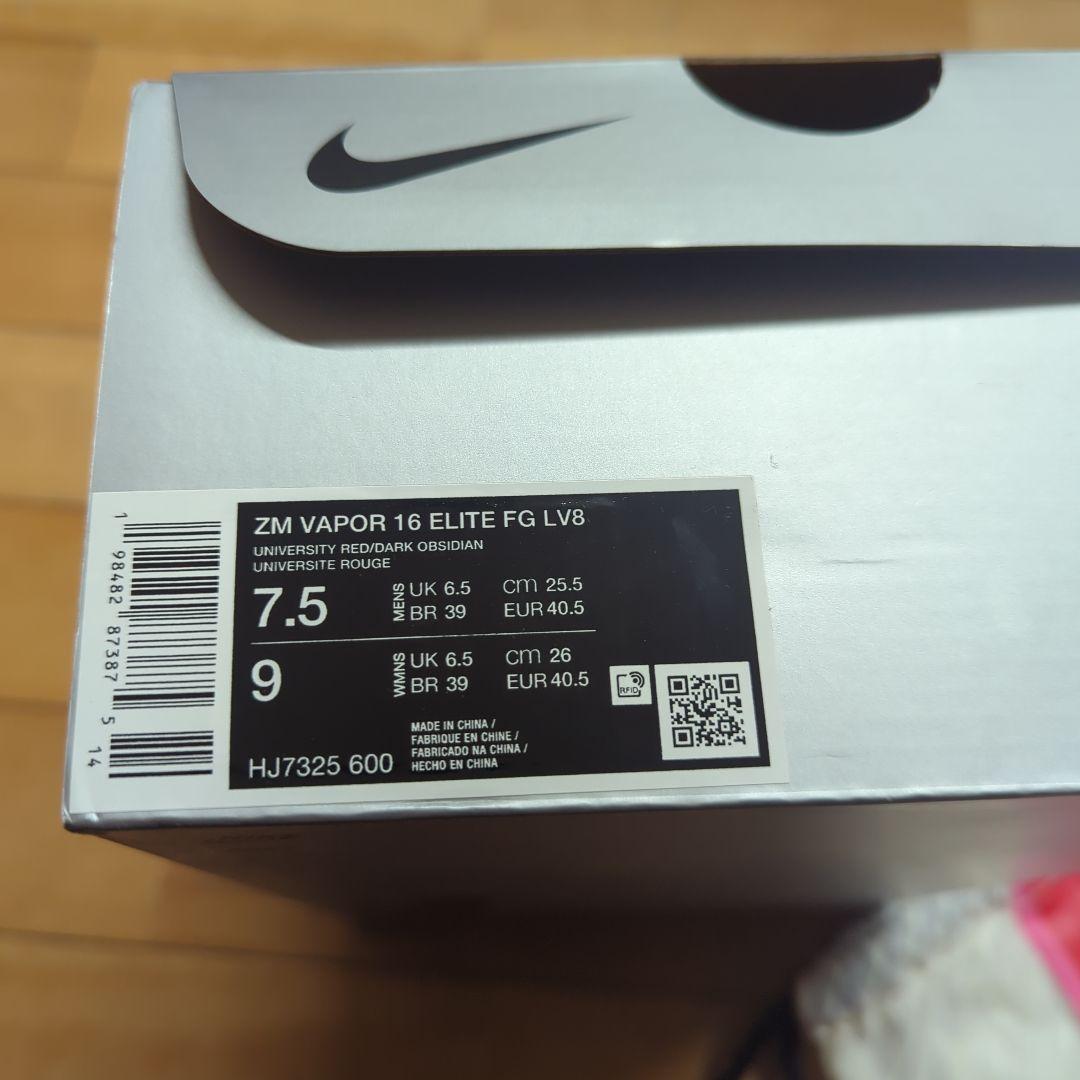 ZM VAPOR 16 ELITE FG LV8
UNIVERSITY RED/DARK OBSIDIAN
UNIVERSITE ROUGE
7.5 MENS UK 6.5 cm 25.5
BR 39 EUR 40.5
9 WMNS UK 6.5 cm 26
BR 39 EUR 40.5
RFID
MADE IN CHINA /
FABRIQUE EN CHINE /
FABRICADO NA CHINA /
HECHO EN CHINA
HJ7325 600
1 98482 87387 5 14